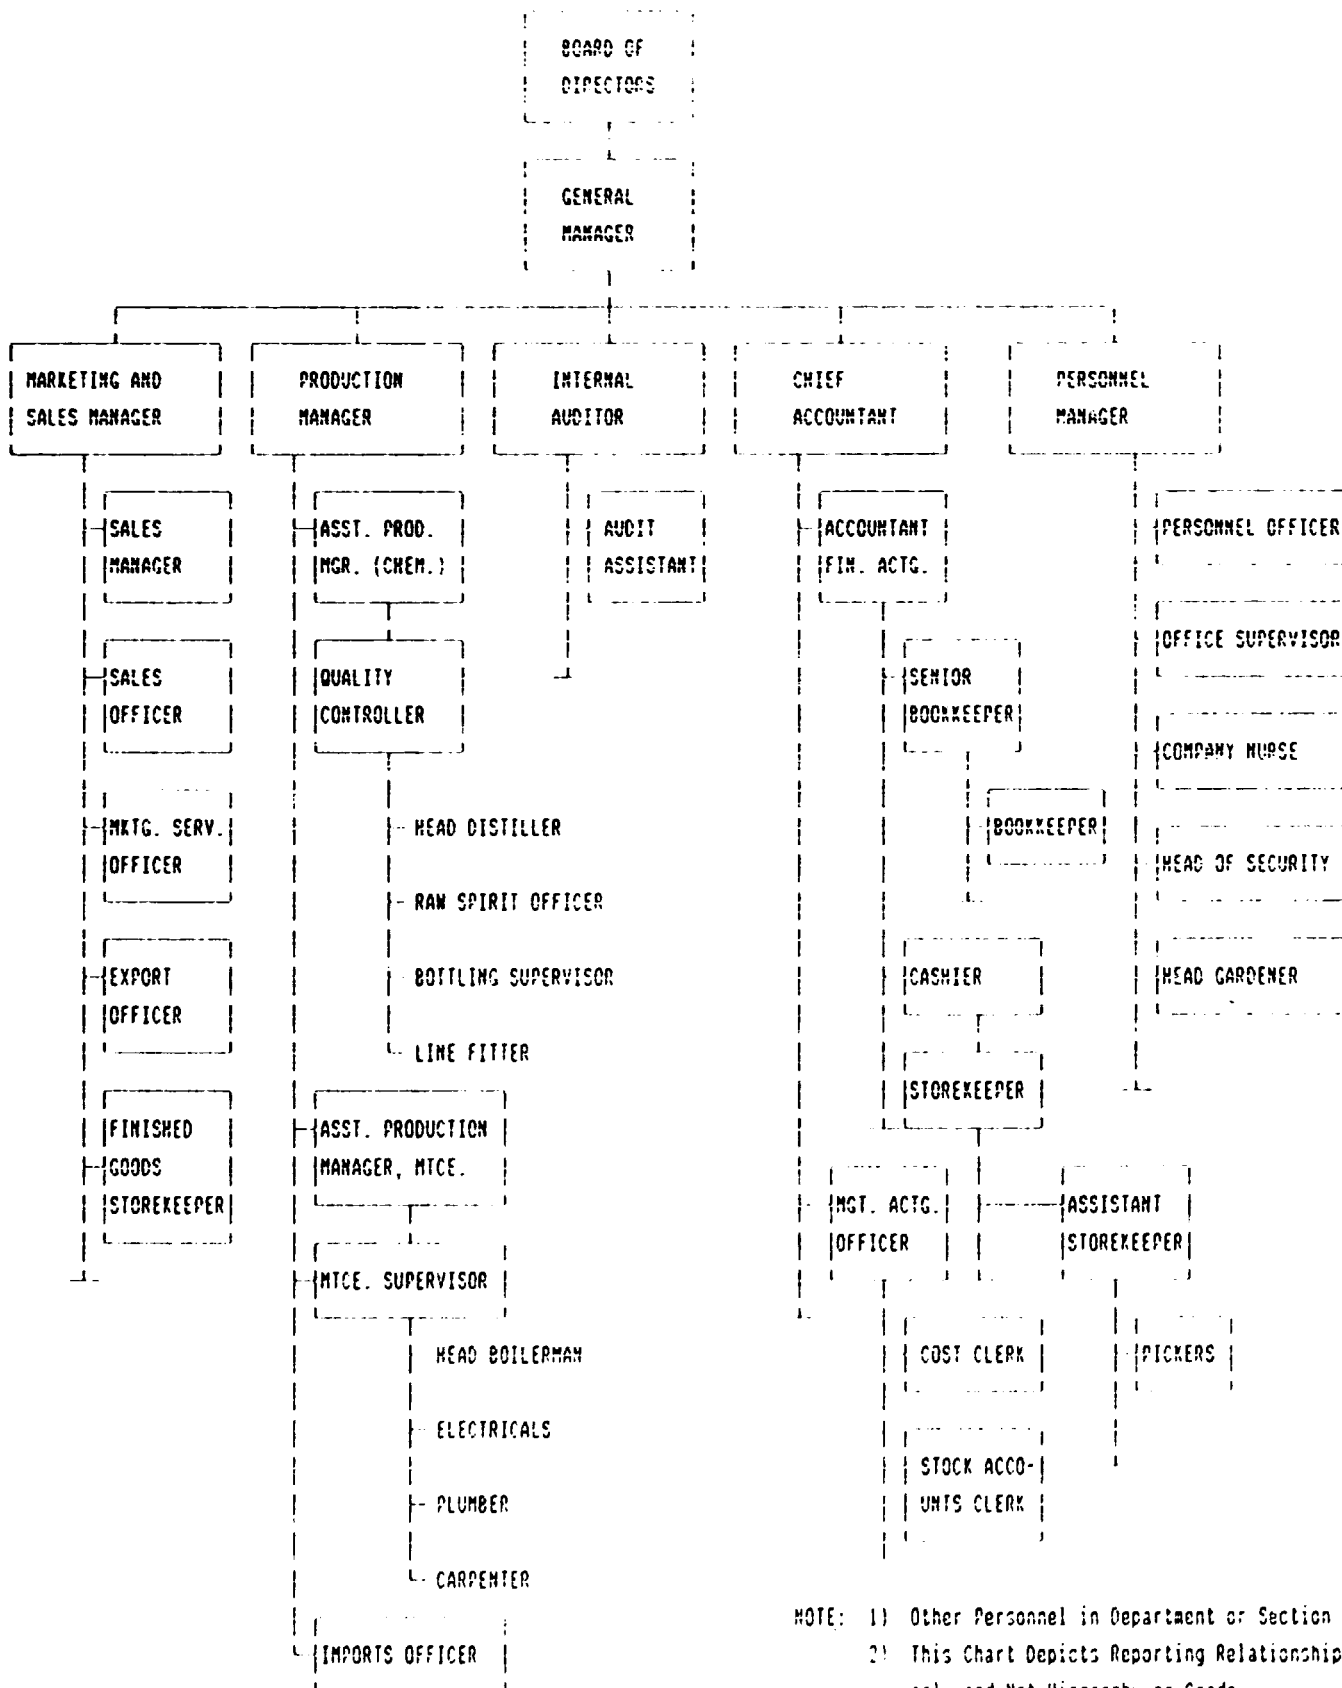 BOARD OF
DIRECTORS
GENERAL
MANAGER
MARKETING AND
SALES MANAGER
PRODUCTION
MANAGER
INTERNAL
AUDITOR
CHIEF
ACCOUNTANT
PERSONNEL
MANAGER
SALES
MANAGER
SALES
OFFICER
MKTG. SERV.
OFFICER
EXPORT
OFFICER
FINISHED
GOODS
STOREKEEPER
ASST. PROD.
MGR. (CHEM.)
QUALITY
CONTROLLER
HEAD DISTILLER
RAW SPIRIT OFFICER
BOTTLING SUPERVISOR
LINE FITTER
ASST. PRODUCTION
MANAGER, MTCE.
MTCE. SUPERVISOR
HEAD BOILERMAN
ELECTRICALS
PLUMBER
CARPENTER
IMPORTS OFFICER
AUDIT
ASSISTANT
ACCOUNTANT
FIN. ACTG.
SENIOR
BOOKKEEPER
BOOKKEEPER
CASHIER
STOREKEEPER
ASSISTANT
STOREKEEPER
PICKERS
MGT. ACTG.
OFFICER
COST CLERK
STOCK ACCO-
UNTS CLERK
PERSONNEL OFFICER
OFFICE SUPERVISOR
COMPANY NURSE
HEAD OF SECURITY
HEAD GARDENER
NOTE: 1) Other Personnel in Department or Section
2) This Chart Depicts Reporting Relationship